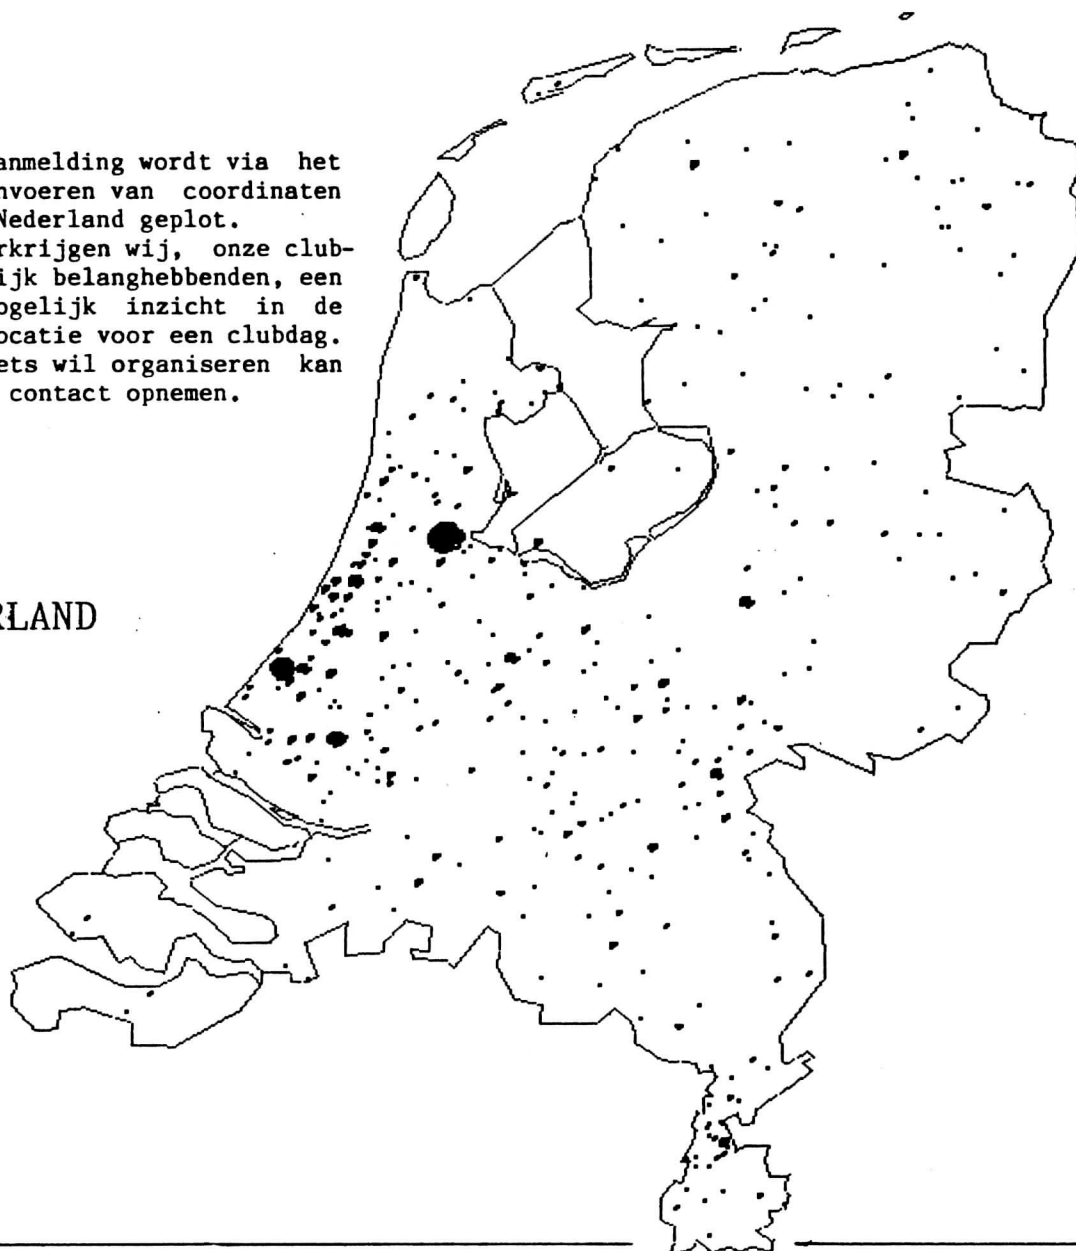 anmelding wordt via het
nvoeren van coordinaten
Nederland geplot.
rkrijgen wij, onze club-
ijk belanghebbenden, een
ogelijk inzicht in de
ocatie voor een clubdag.
ets wil organiseren kan
contact opnemen.
RLAND